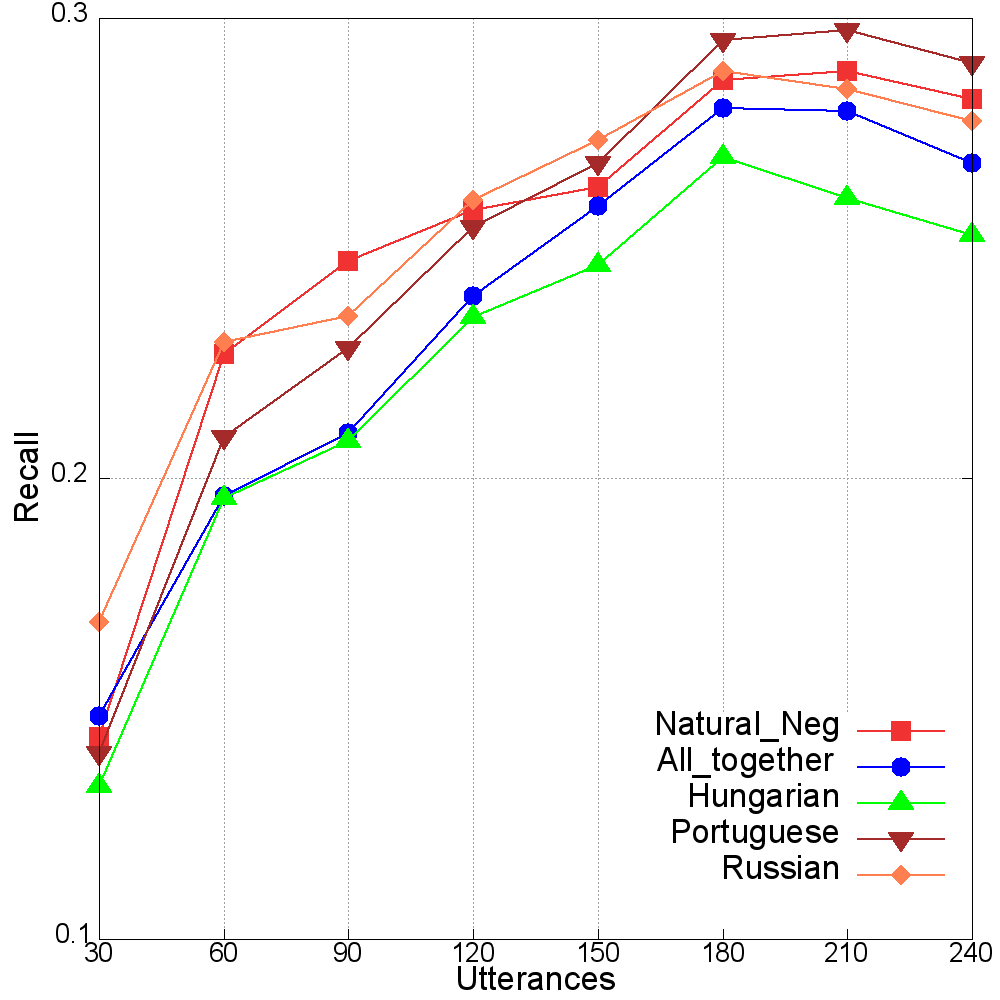 0.3
0.2
0.1
Recall
Natural_Neg
All_together
Hungarian
Portuguese
Russian
30 60 90 120 150 180 210 240
Utterances